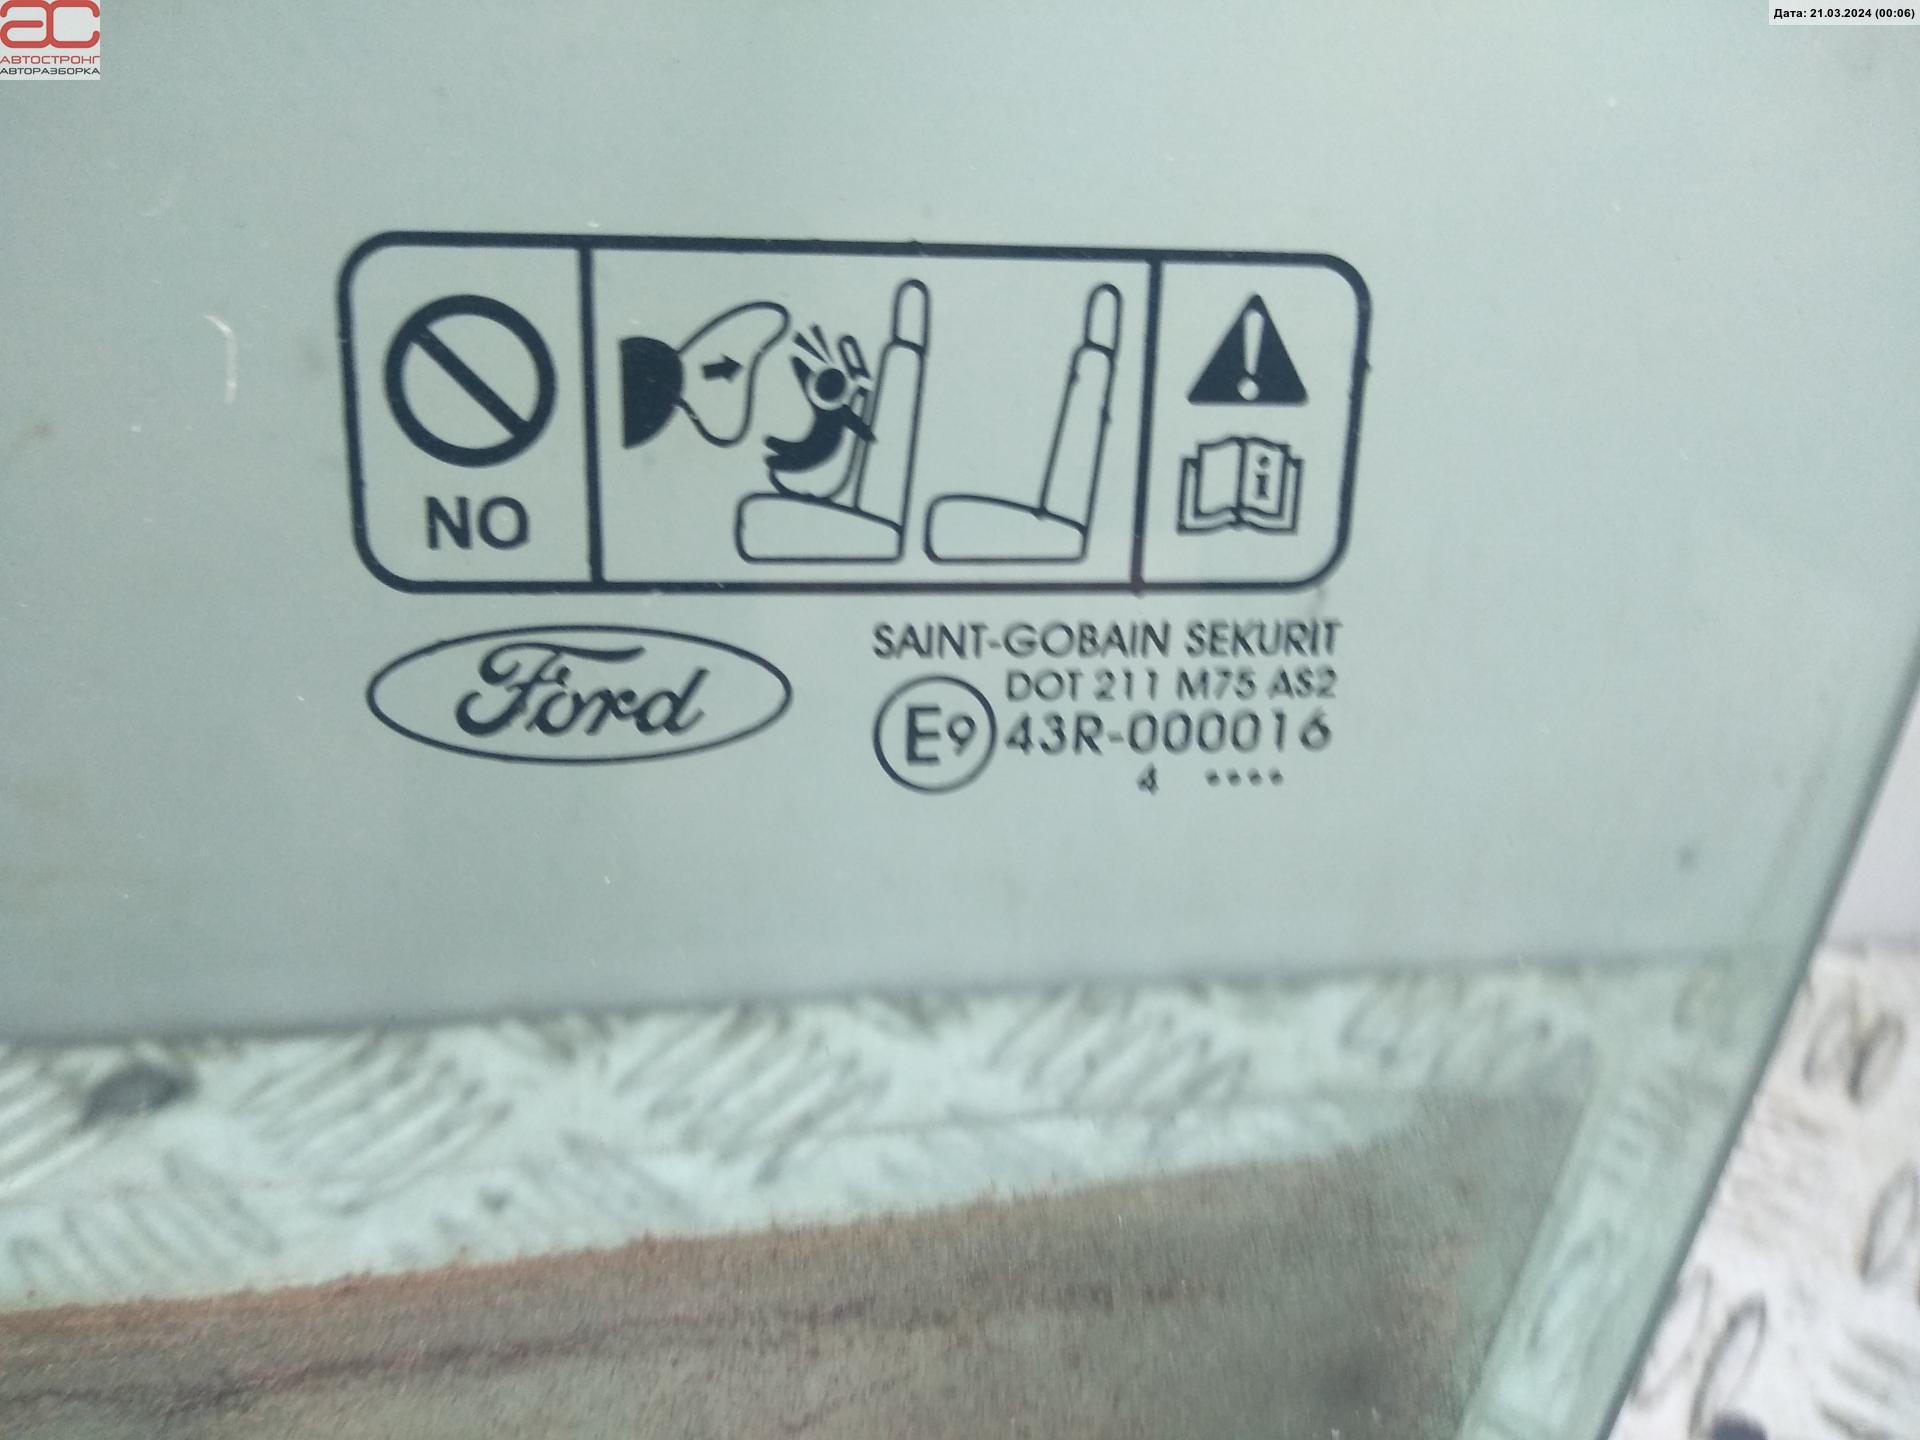 АВТОСТРОНГ
АВТОРАЗБОРКА
Дата: 21.03.2024 (00:06)
NO
i
Ford
SAINT-GOBAIN SEKURIT
DOT 211 M75 AS2
E9 43R-000016
4 ••••